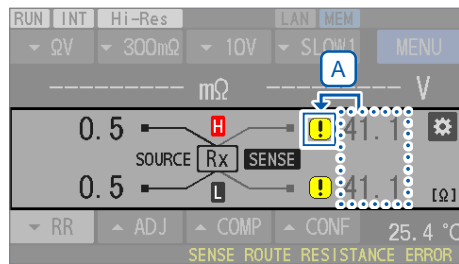 RUN INT Hi-Res LAN MEM
ΩV 300mΩ 10V SLOW1 MENU
A
------- mΩ ------- V
0.5 H ! 41.1
SOURCE Rx SENSE
0.5 L ! 41.1 [Ω]
RR ADJ COMP CONF 25.4 °C
SENSE ROUTE RESISTANCE ERROR